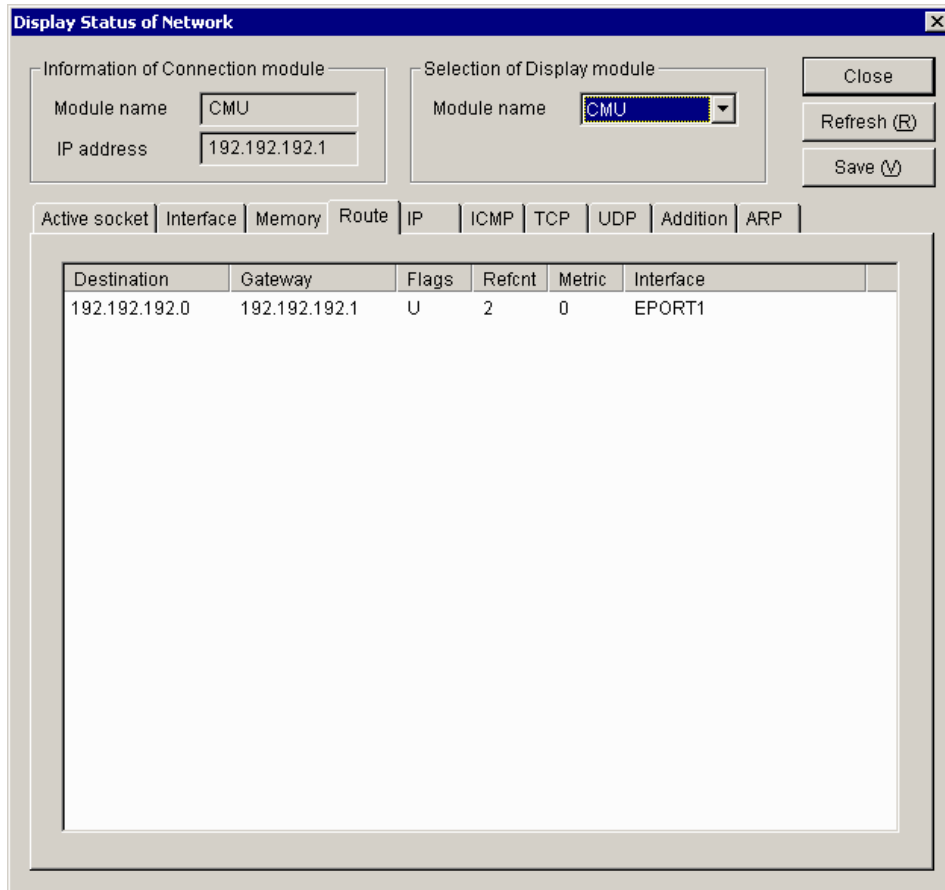 Display Status of Network
Information of Connection module
Module name CMU
IP address 192.192.192.1
Selection of Display module
Module name CMU
Close
Refresh (R)
Save (V)
Active socket Interface Memory Route IP ICMP TCP UDP Addition ARP
Destination Gateway Flags Refcnt Metric Interface
192.192.192.0 192.192.192.1 U 2 0 EPORT1